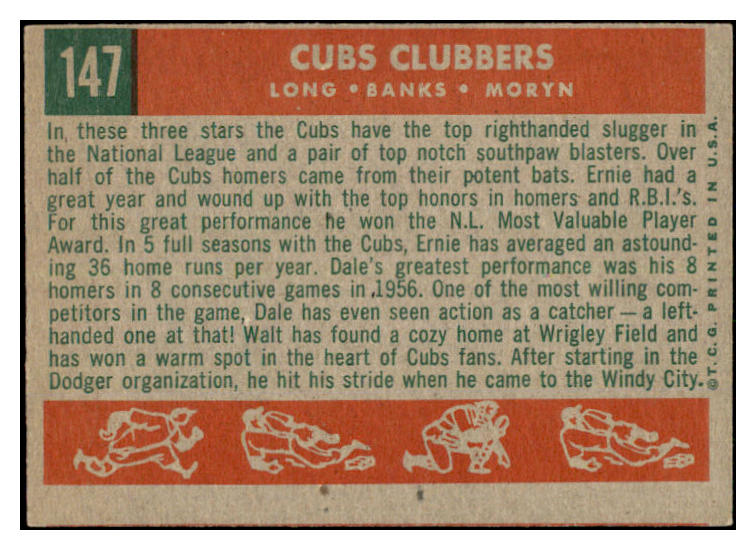 147
CUBS CLUBBERS
LONG • BANKS • MORYN
In, these three stars the Cubs have the top righthanded slugger in
the National League and a pair of top notch southpaw blasters. Over
half of the Cubs homers came from their potent bats. Ernie had a
great year and wound up with the top honors in homers and R.B.I.'s.
For this great performance he won the N.L. Most Valuable Player
Award. In 5 full seasons with the Cubs, Ernie has averaged an astound-
ing 36 home runs per year. Dale's greatest performance was his 8
homers in 8 consecutive games in 1956. One of the most willing com-
petitors in the game, Dale has even seen action as a catcher — a left-
handed one at that! Walt has found a cozy home at Wrigley Field and
has won a warm spot in the heart of Cubs fans. After starting in the
Dodger organization, he hit his stride when he came to the Windy City.
© T.C.G. PRINTED IN U.S.A.